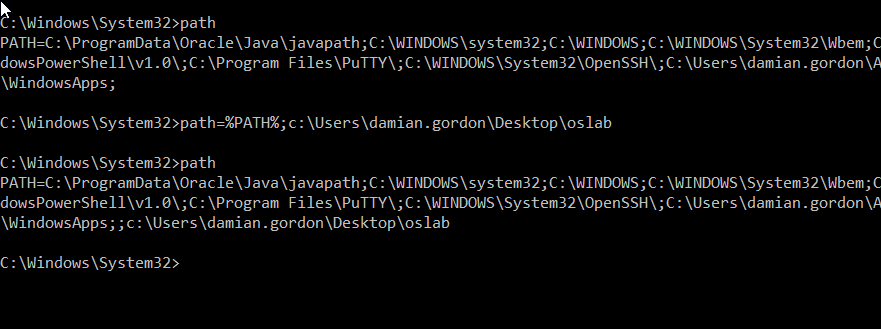 C:\Windows\System32>path
PATH=C:\ProgramData\Oracle\Java\javapath;C:\WINDOWS\system32;C:\WINDOWS;C:\WINDOWS\System32\Wbem;C
dowsPowerShell\v1.0\;C:\Program Files\PuTTY\;C:\WINDOWS\System32\OpenSSH\;C:\Users\damian.gordon\A
\WindowsApps;
C:\Windows\System32>path=%PATH%;c:\Users\damian.gordon\Desktop\oslab
C:\Windows\System32>path
PATH=C:\ProgramData\Oracle\Java\javapath;C:\WINDOWS\system32;C:\WINDOWS;C:\WINDOWS\System32\Wbem;C
dowsPowerShell\v1.0\;C:\Program Files\PuTTY\;C:\WINDOWS\System32\OpenSSH\;C:\Users\damian.gordon\A
\WindowsApps;;c:\Users\damian.gordon\Desktop\oslab
C:\Windows\System32>